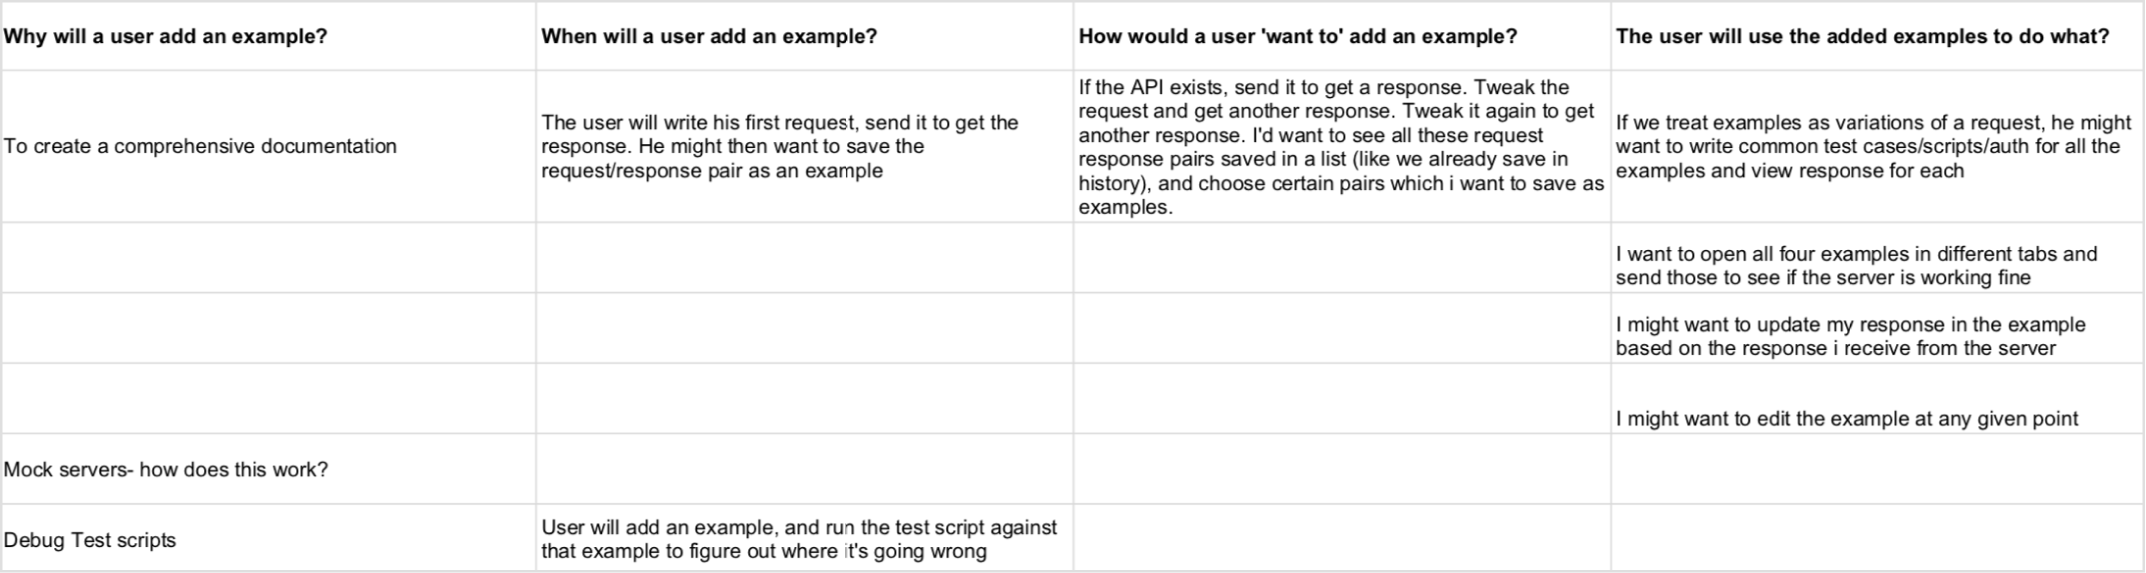 Why will a user add an example?
When will a user add an example?
How would a user 'want to' add an example?
The user will use the added examples to do what?
To create a comprehensive documentation
The user will write his first request, send it to get the
response. He might then want to save the
request/response pair as an example
If the API exists, send it to get a response. Tweak the
request and get another response. Tweak it again to get
another response. I'd want to see all these request
response pairs saved in a list (like we already save in
history), and choose certain pairs which i want to save as
examples.
If we treat examples as variations of a request, he might
want to write common test cases/scripts/auth for all the
examples and view response for each
I want to open all four examples in different tabs and
send those to see if the server is working fine
I might want to update my response in the example
based on the response i receive from the server
I might want to edit the example at any given point
Mock servers- how does this work?
Debug Test scripts
User will add an example, and run the test script against
that example to figure out where it's going wrong